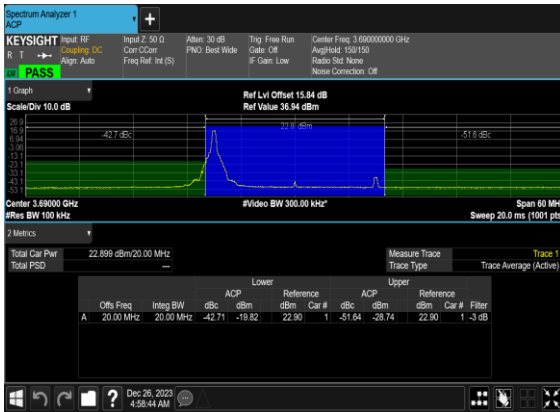 Spectrum Analyzer 1
ACP
+
KEYSIGHT Input: RF Input Z: 50 Ω Atten: 30 dB Trig: Free Run Center Freq: 3.690000000 GHz
R T Coupling: DC Corr CCorr PNO: Best Wide Gate: Off Avg|Hold: 150/150
Align: Auto Freq Ref: Int (S) IF Gain: Low Radio Std: None
LXI PASS Noise Correction: Off
1 Graph Ref Lvl Offset 15.84 dB
Scale/Div 10.0 dB Ref Value 36.94 dBm
26.9
16.9 -42.7 dBc 22.9 dBm -51.6 dBc
6.94
-3.06
-13.1
-23.1
-33.1
-43.1
-53.1
Center 3.69000 GHz #Video BW 300.00 kHz* Span 60 MH
#Res BW 100 kHz Sweep 20.0 ms (1001 pts
2 Metrics
Total Car Pwr 22.899 dBm/20.00 MHz Measure Trace Trace 1
Total PSD --- Trace Type Trace Average (Active)
Lower Upper
ACP Reference ACP Reference
Offs Freq Integ BW dBc dBm dBm Car # dBc dBm dBm Car # Filter
A 20.00 MHz 20.00 MHz -42.71 -19.82 22.90 1 -51.64 -28.74 22.90 1 -3 dB
? Dec 26, 2023
4:58:44 AM